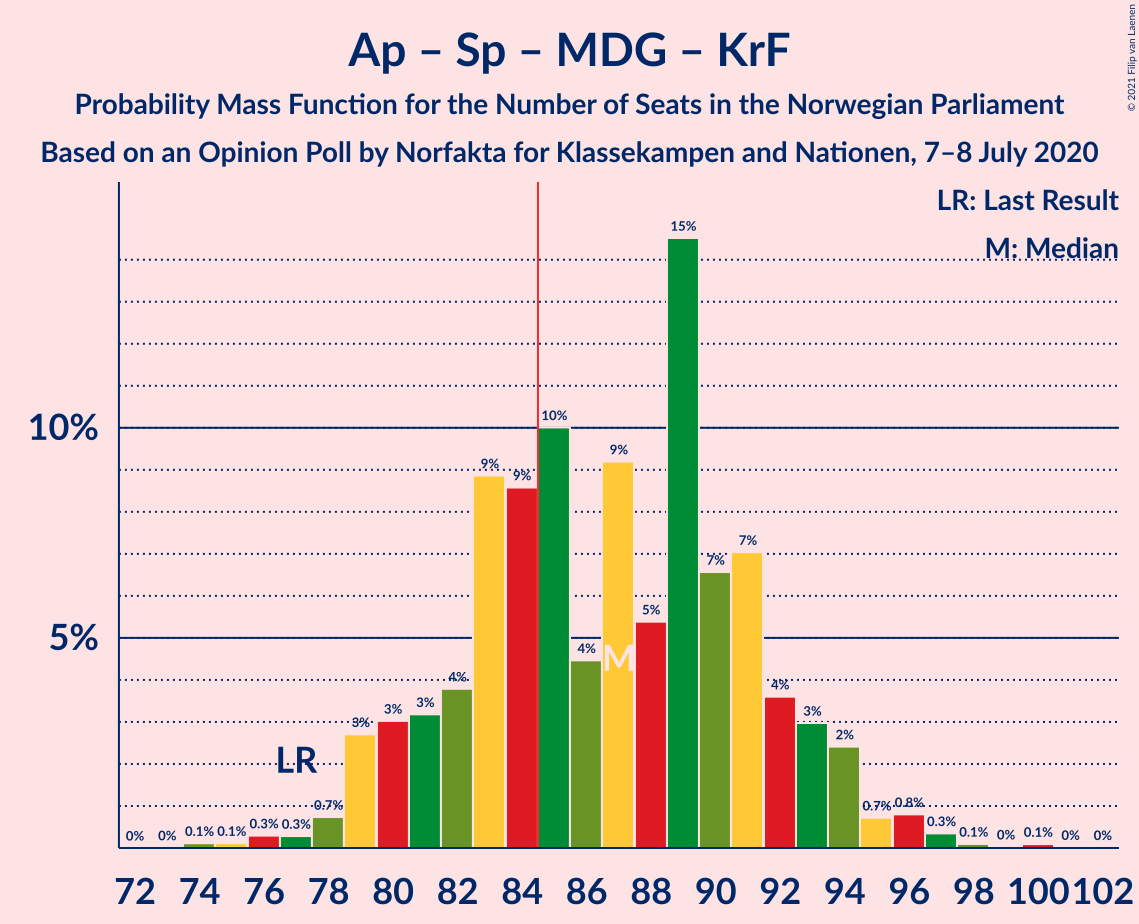 Ap – Sp – MDG – KrF
Probability Mass Function for the Number of Seats in the Norwegian Parliament
Based on an Opinion Poll by Norfakta for Klassekampen and Nationen, 7–8 July 2020
© 2021 Filip van Laenen
LR: Last Result
M: Median
10%
5%
0% 0% 0.1% 0.1% 0.3% 0.3% 0.7% 3% 3% 3% 4% 9% 9% 10% 4% 9% 5% 15% 7% 7% 4% 3% 2% 0.7% 0.8% 0.3% 0.1% 0% 0.1% 0% 0%
LR
M
72 74 76 78 80 82 84 86 88 90 92 94 96 98 100 102